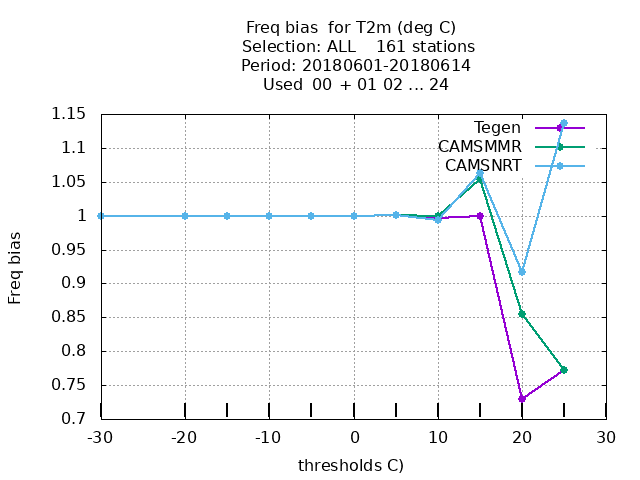 Freq bias  for T2m (deg C)
Selection: ALL    161 stations
Period: 20180601-20180614
Used  00  + 01 02 ... 24
1.15
1.1
1.05
1
0.95
0.9
0.85
0.8
0.75
0.7
Freq bias
Tegen
CAMSMMR
CAMSNRT
-30
-20
-10
0
10
20
30
thresholds C)